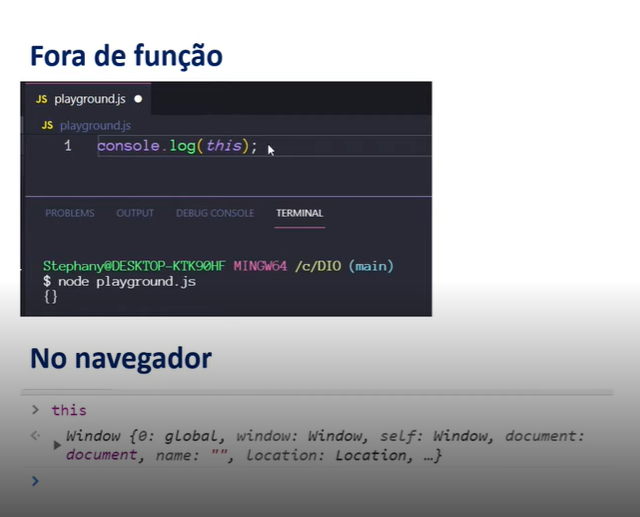 Fora de função
JS playground.js ●
JS playground.js
1 console.log(this);
PROBLEMS OUTPUT DEBUG CONSOLE TERMINAL
Stephany@DESKTOP-KTK90HF MINGW64 /c/DIO (main)
$ node playground.js
{}
No navegador
> this
Window {0: global, window: Window, self: Window, document:
document, name: "", location: Location, …}
>